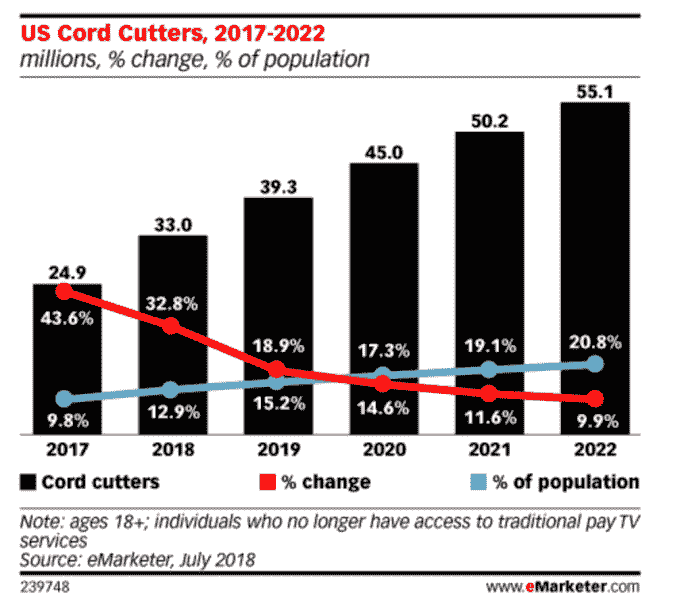 US Cord Cutters, 2017-2022
millions, % change, % of population
55.1
50.2
45.0
39.3
33.0
24.9
43.6%
32.8%
18.9%
17.3%
19.1%
20.8%
9.8%
12.9%
15.2%
14.6%
11.6%
9.9%
2017 2018 2019 2020 2021 2022
Cord cutters % change % of population
Note: ages 18+; individuals who no longer have access to traditional pay TV
services
Source: eMarketer, July 2018
239748 www.eMarketer.com